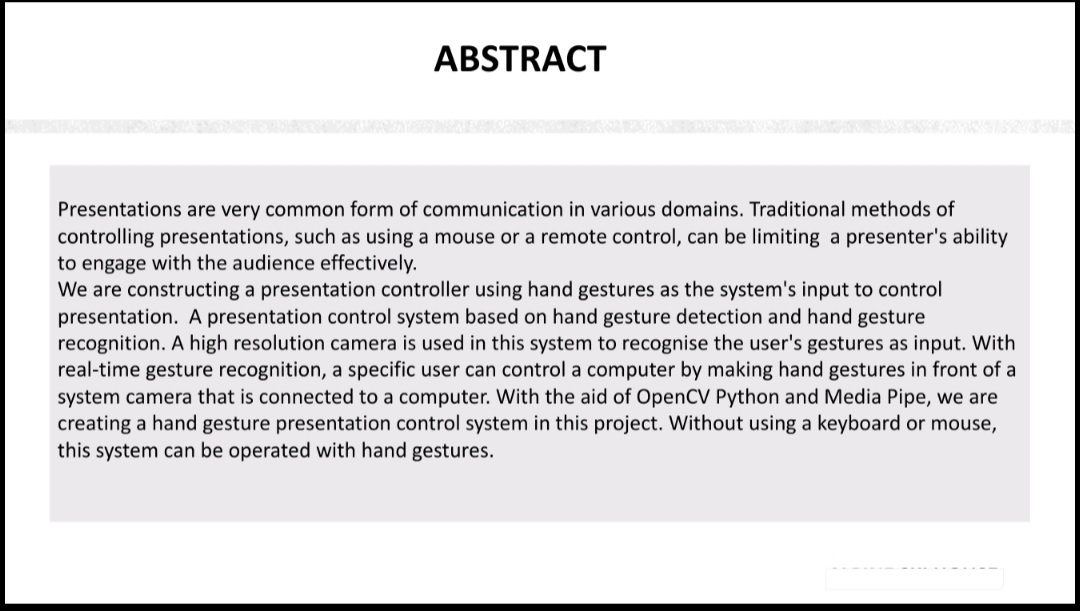 ABSTRACT
Presentations are very common form of communication in various domains. Traditional methods of
controlling presentations, such as using a mouse or a remote control, can be limiting  a presenter's ability
to engage with the audience effectively.
We are constructing a presentation controller using hand gestures as the system's input to control
presentation.  A presentation control system based on hand gesture detection and hand gesture
recognition. A high resolution camera is used in this system to recognise the user's gestures as input. With
real-time gesture recognition, a specific user can control a computer by making hand gestures in front of a
system camera that is connected to a computer. With the aid of OpenCV Python and Media Pipe, we are
creating a hand gesture presentation control system in this project. Without using a keyboard or mouse,
this system can be operated with hand gestures.